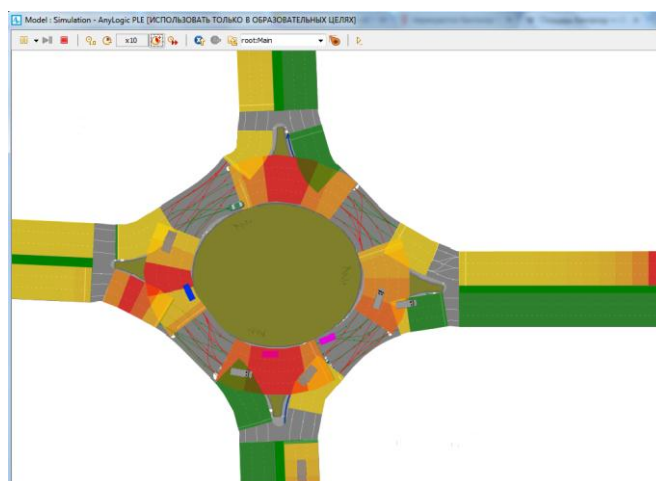 Model : Simulation - AnyLogic PLE [ИСПОЛЬЗОВАТЬ ТОЛЬКО В ОБРАЗОВАТЕЛЬНЫХ ЦЕЛЯХ]
x10
root:Main